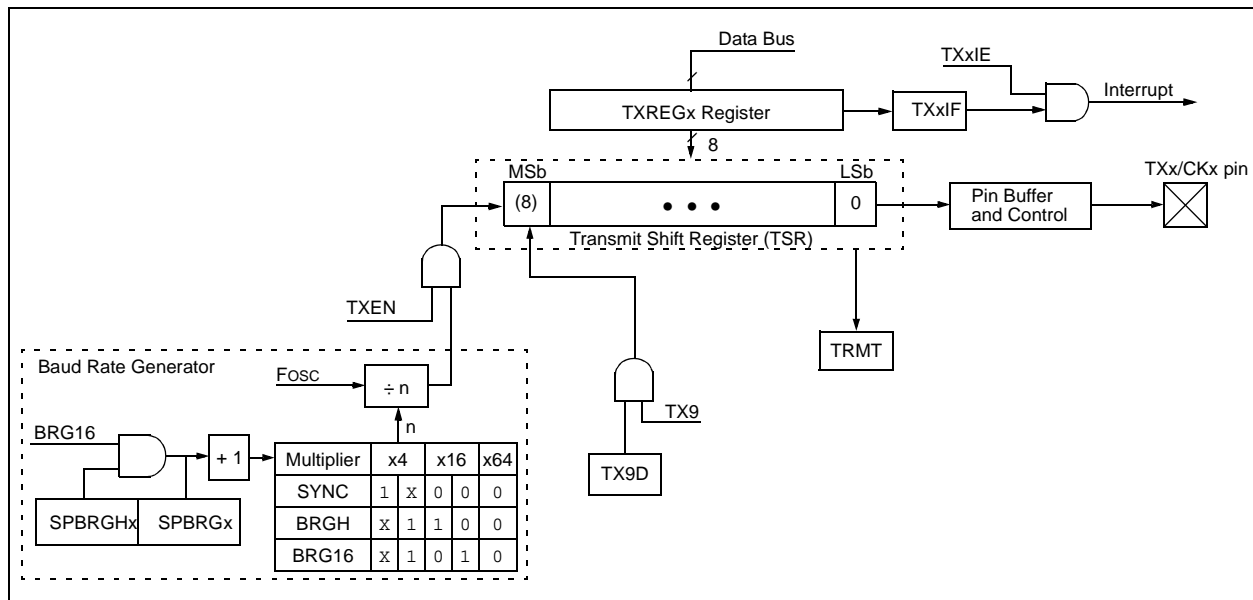 Data Bus
TXxIE
Interrupt
TXREGx Register
TXxIF
8
MSb
LSb
TXx/CKx pin
(8)
• • •
0
Pin Buffer
and Control
Transmit Shift Register (TSR)
TXEN
TRMT
Baud Rate Generator
FOSC
÷ n
TX9
n
BRG16
+ 1
Multiplier x4 x16 x64
SYNC 1 X 0 0 0
BRGH X 1 1 0 0
BRG16 X 1 0 1 0
TX9D
SPBRGHx SPBRGx